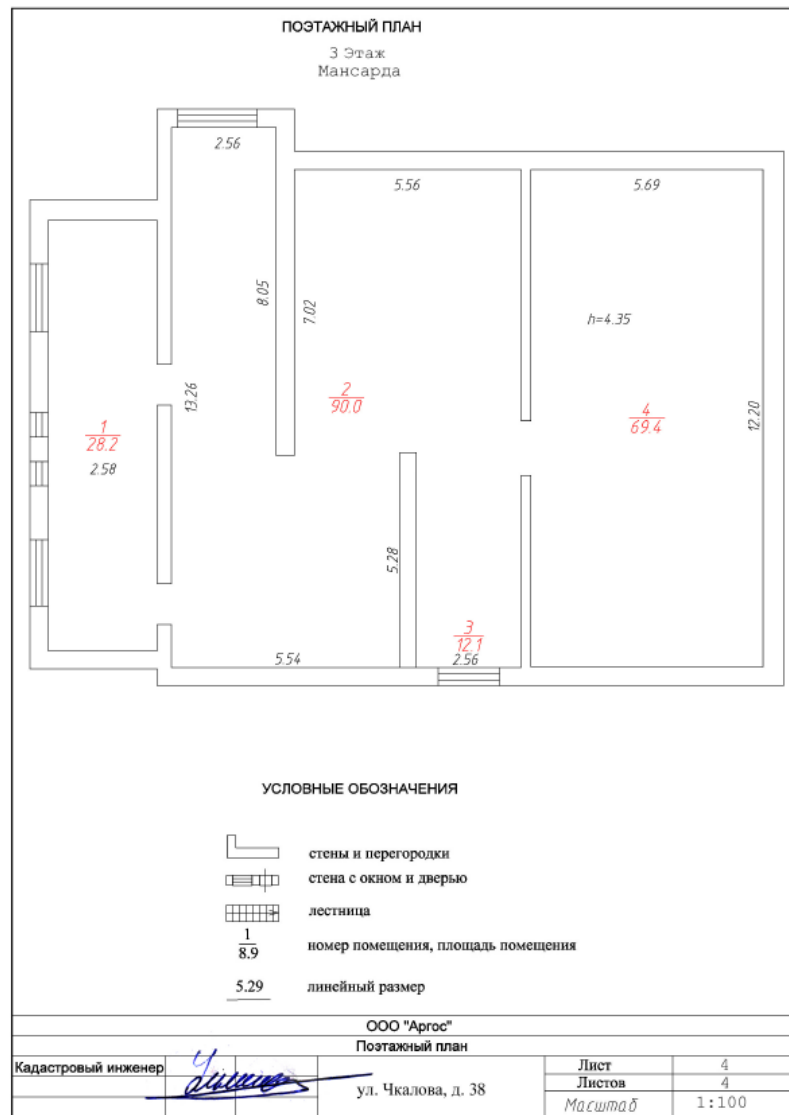 ПОЭТАЖНЫЙ ПЛАН
3 Этаж
Мансарда
2.56
5.56
5.69
8.05
7.02
h=4.35
13.26
2
90.0
4
69.4
12.20
1
28.2
2.58
5.28
3
12.1
5.54
2.56
УСЛОВНЫЕ ОБОЗНАЧЕНИЯ
стены и перегородки
стена с окном и дверью
лестница
1
8.9
номер помещения, площадь помещения
5.29
линейный размер
ООО "Аргос"
Поэтажный план
Кадастровый инженер
ул. Чкалова, д. 38
Лист 4
Листов 4
Масштаб 1:100